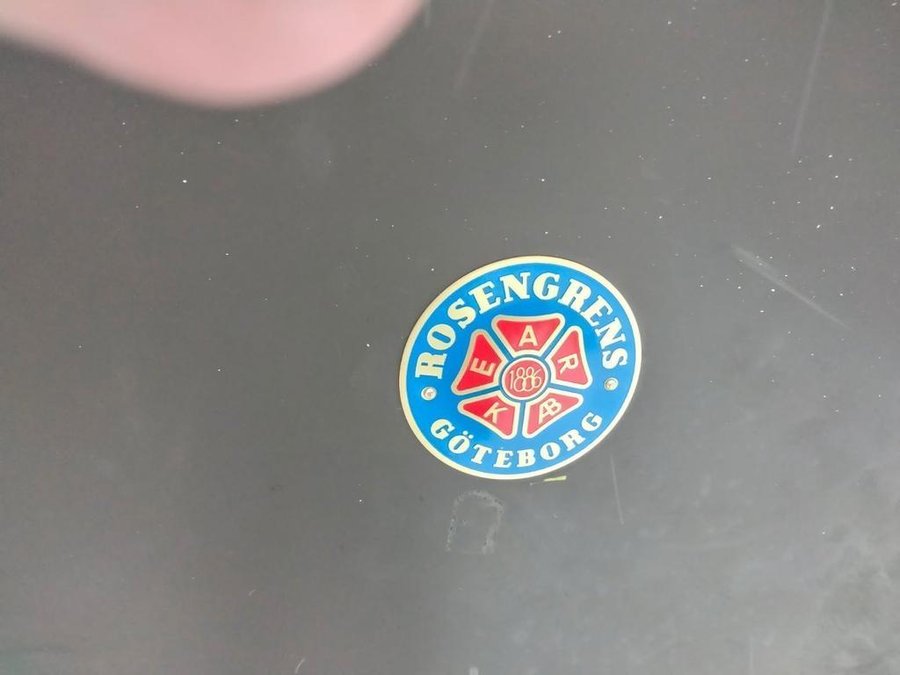 ROSENGRENS
E A R
1886
K AB
GÖTEBORG